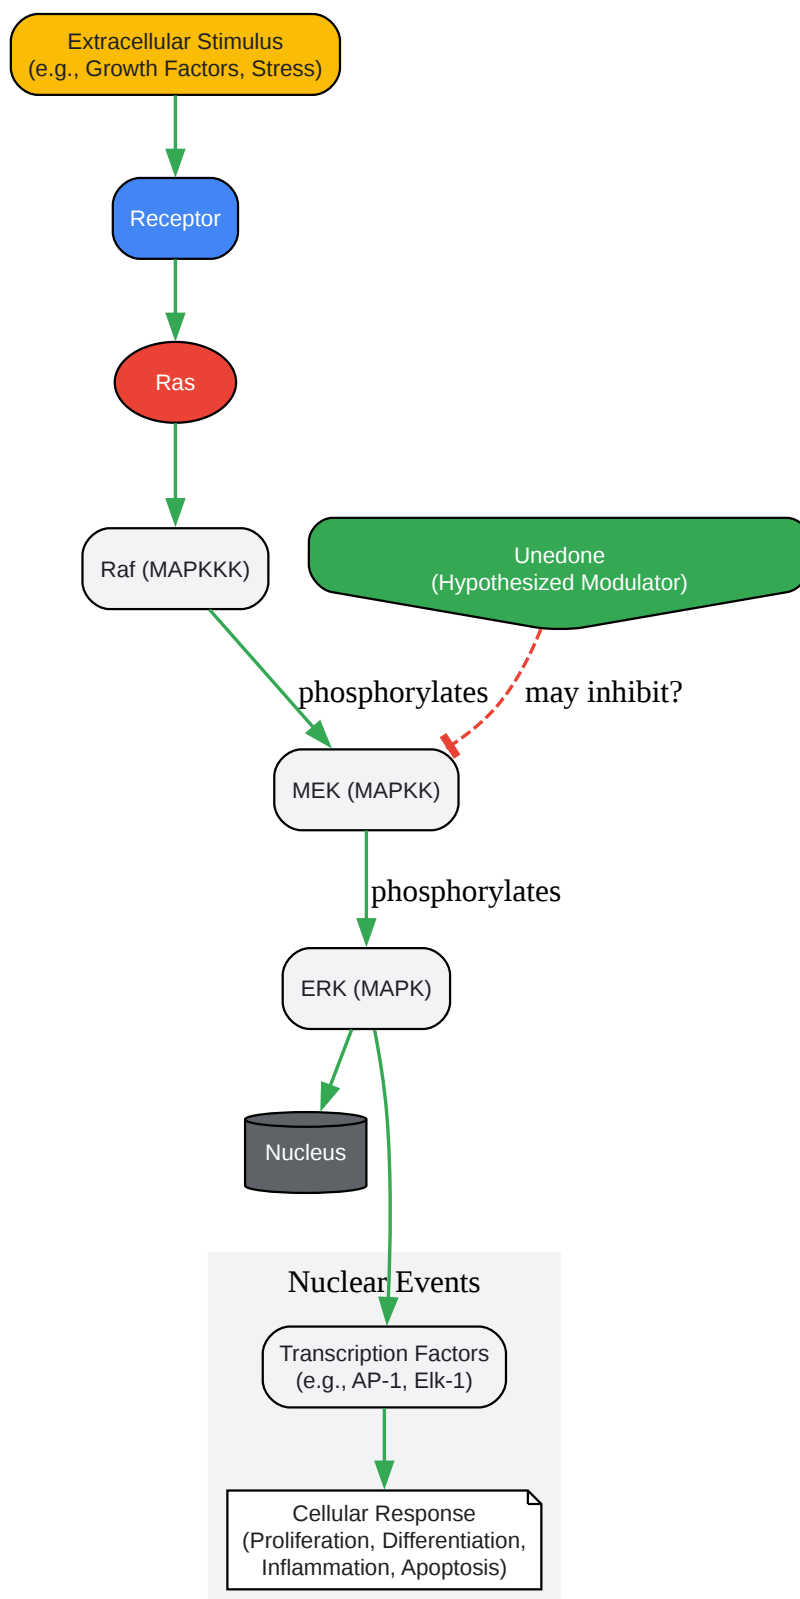 Extracellular Stimulus
(e.g., Growth Factors, Stress)
Receptor
Ras
Raf (MAPKKK)
Unedone
(Hypothesized Modulator)
phosphorylates
may inhibit?
MEK (MAPKK)
phosphorylates
ERK (MAPK)
Nucleus
Nuclear Events
Transcription Factors
(e.g., AP-1, Elk-1)
Cellular Response
(Proliferation, Differentiation,
Inflammation, Apoptosis)